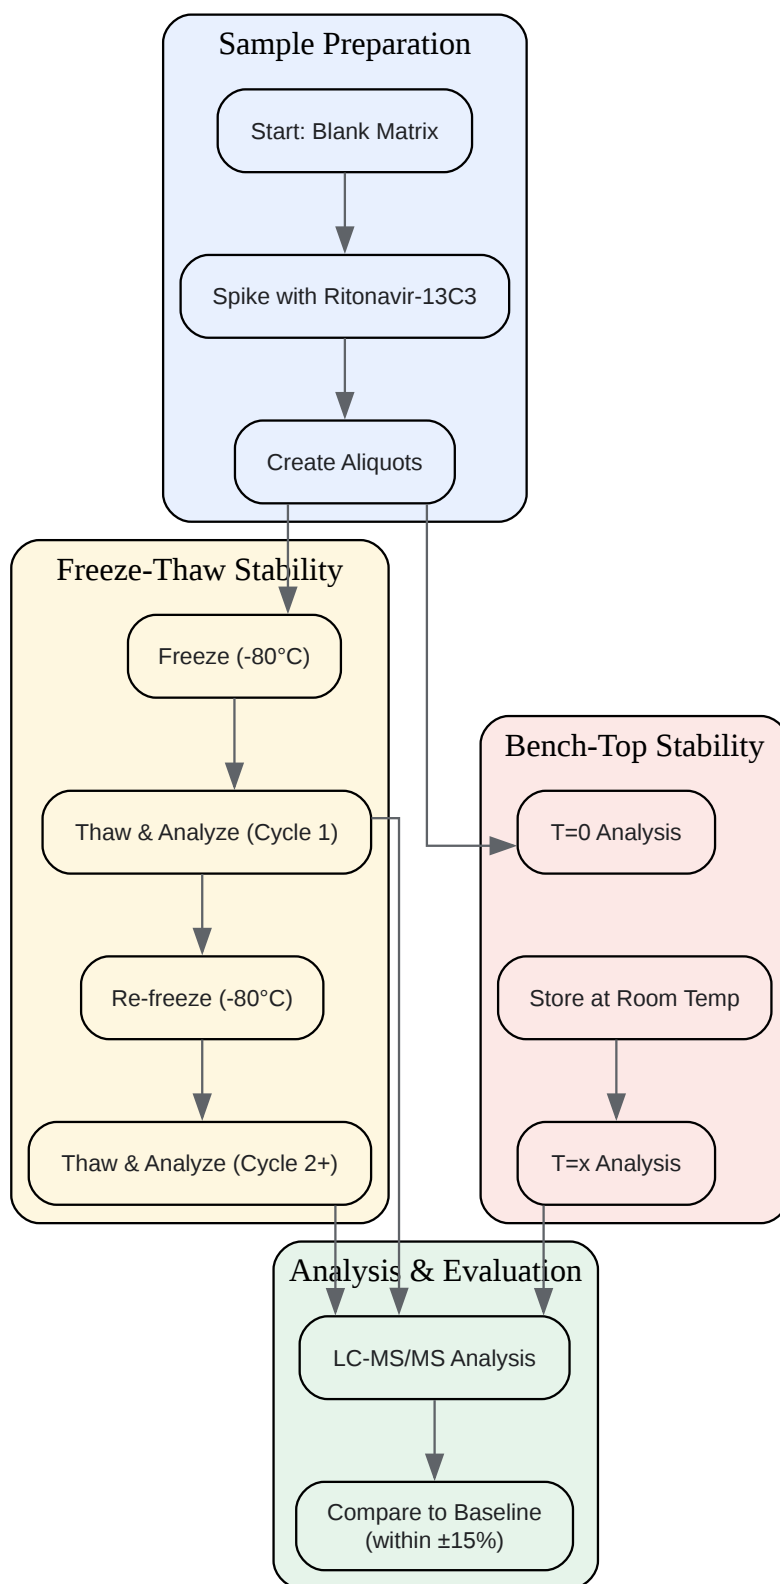 Sample Preparation
Start: Blank Matrix
Spike with Ritonavir-13C3
Create Aliquots
Freeze-Thaw Stability
Freeze (-80°C)
Thaw & Analyze (Cycle 1)
Re-freeze (-80°C)
Thaw & Analyze (Cycle 2+)
Bench-Top Stability
T=0 Analysis
Store at Room Temp
T=x Analysis
Analysis & Evaluation
LC-MS/MS Analysis
Compare to Baseline
(within ±15%)